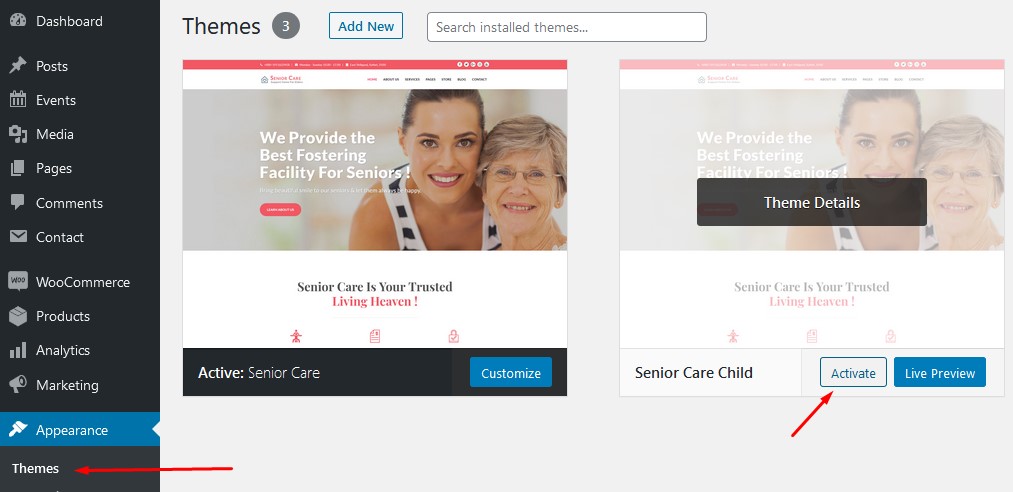 Dashboard
Posts
Events
Media
Pages
Comments
Contact
WooCommerce
Products
Analytics
Marketing
Appearance
Themes
Themes 3 Add New Search installed themes...
SENIOR CARE
HOME ABOUT US SERVICES PAGES STORE BLOG CONTACT
We Provide the
Best Fostering
Facility For Seniors !
LEARN ABOUT US
Senior Care Is Your Trusted
Living Heaven !
Active: Senior Care Customize
SENIOR CARE
HOME ABOUT US SERVICES PAGES STORE BLOG CONTACT
We Provide the
Best Fostering
Facility For Seniors !
Theme Details
Senior Care Is Your Trusted
Living Heaven !
Senior Care Child Activate Live Preview